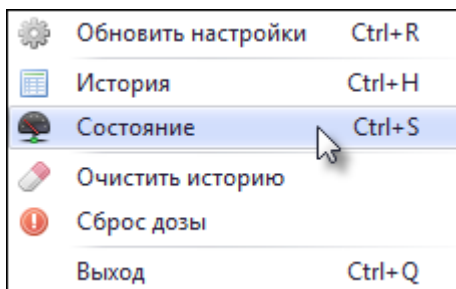 Обновить настройки Ctrl+R
История Ctrl+H
Состояние Ctrl+S
Очистить историю
Сброс дозы
Выход Ctrl+Q